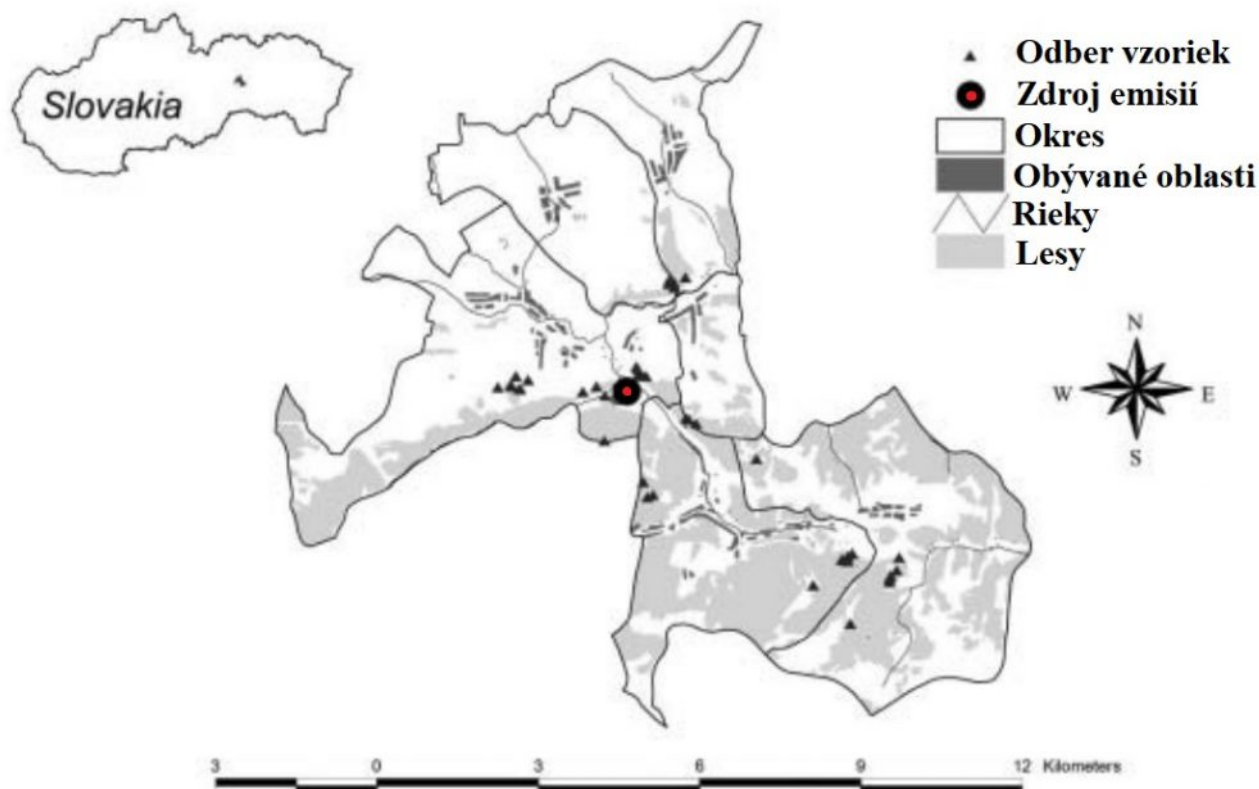 Slovakia
Odber vzoriek
Zdroj emisií
Okres
Obývané oblasti
Rieky
Lesy
N
W E
S
3 0 3 6 9 12 Kilometers